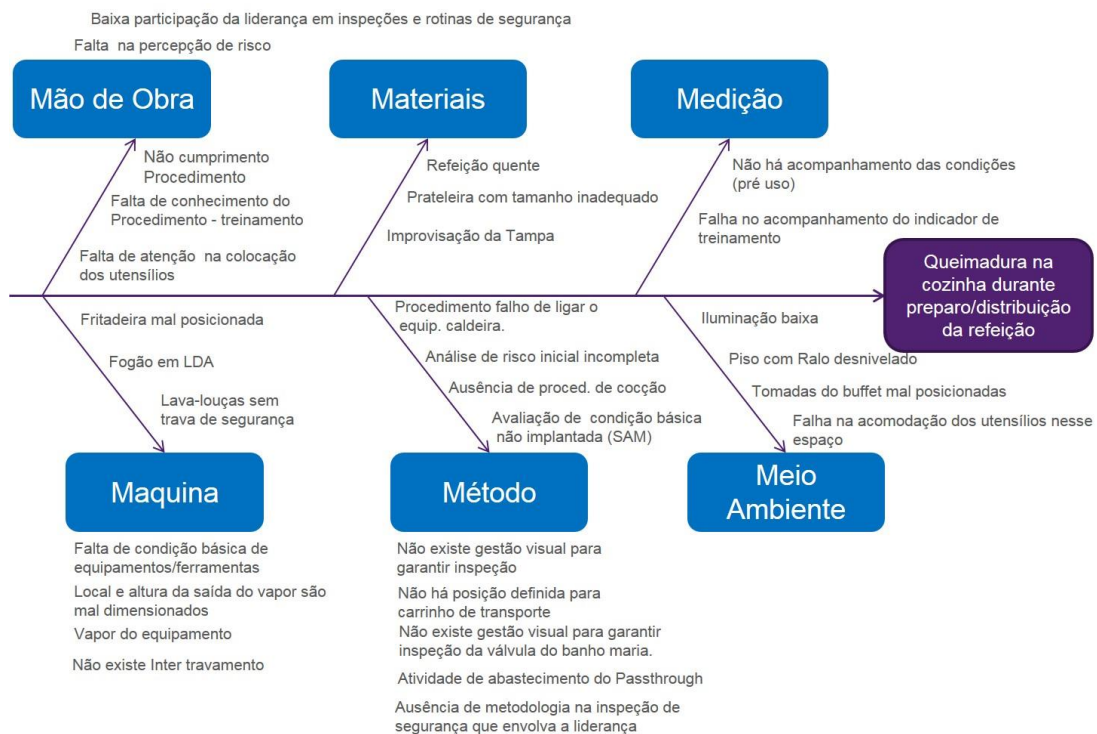 Baixa participação da liderança em inspeções e rotinas de segurança
Falta  na percepção de risco
Mão de Obra
Materiais
Medição
Não cumprimento
Procedimento
Falta de conhecimento do
Procedimento - treinamento
Falta de atenção  na colocação
dos utensílios
Refeição quente
Prateleira com tamanho inadequado
Improvisação da Tampa
Não há acompanhamento das condições
(pré uso)
Falha no acompanhamento do indicador de
treinamento
Queimadura na
cozinha durante
preparo/distribuição
da refeição
Fritadeira mal posicionada
Fogão em LDA
Lava-louças sem
trava de segurança
Procedimento falho de ligar o
equip. caldeira.
Análise de risco inicial incompleta
Ausência de proced. de cocção
Avaliação de  condição básica
não implantada (SAM)
Iluminação baixa
Piso com Ralo desnivelado
Tomadas do buffet mal posicionadas
Falha na acomodação dos utensílios nesse
espaço
Maquina
Método
Meio
Ambiente
Falta de condição básica de
equipamentos/ferramentas
Local e altura da saída do vapor são
mal dimensionados
Vapor do equipamento
Não existe Inter travamento
Não existe gestão visual para
garantir inspeção
Não há posição definida para
carrinho de transporte
Não existe gestão visual para garantir
inspeção da válvula do banho maria.
Atividade de abastecimento do Passthrough
Ausência de metodologia na inspeção de
segurança que envolva a liderança